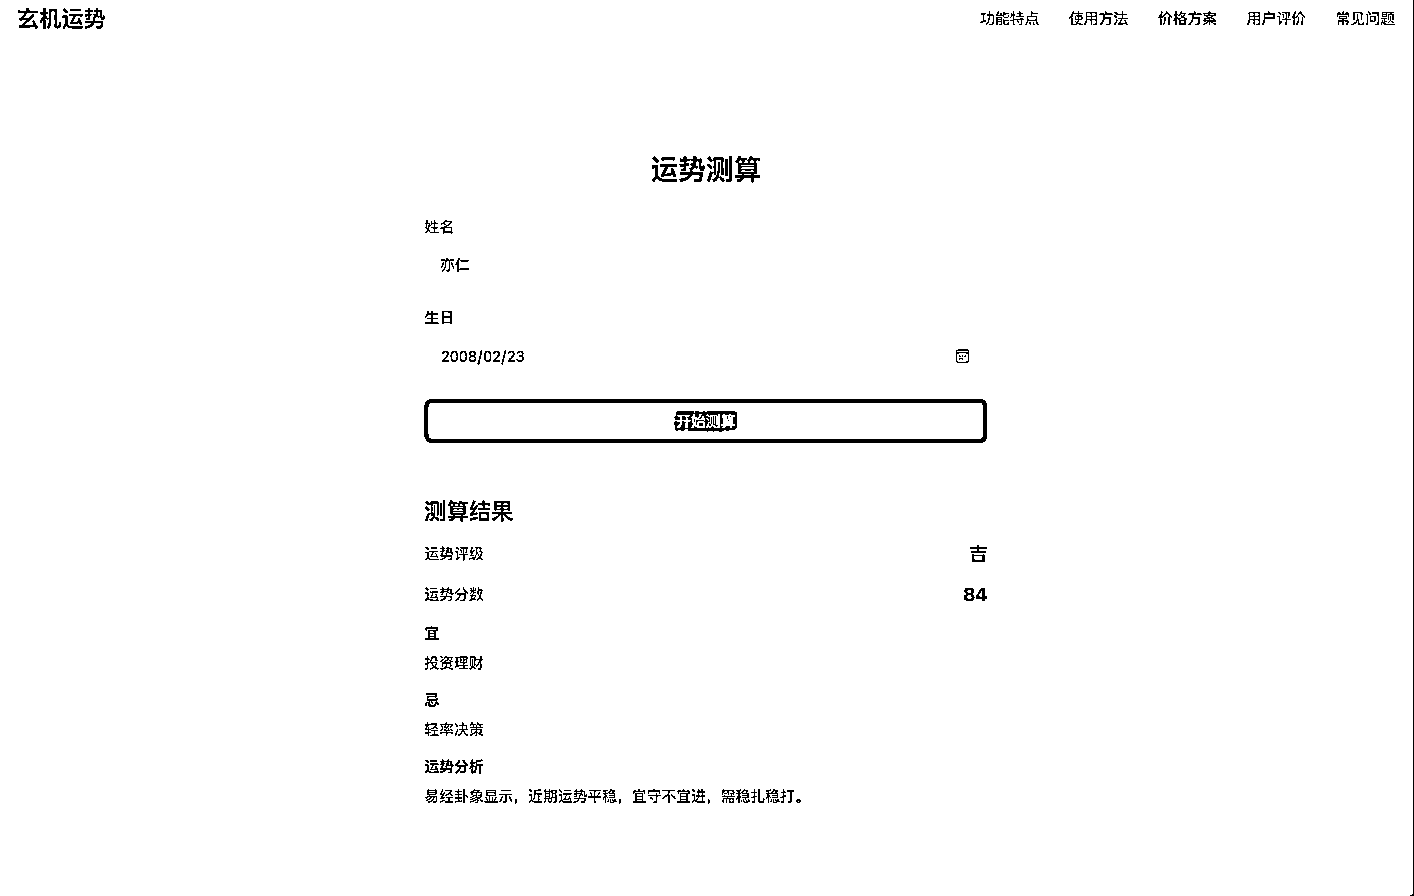 玄机运势
功能特点 使用方法 价格方案 用户评价 常见问题
运势测算
姓名
亦仁
生日
2008/02/23
开始测算
测算结果
运势评级 吉
运势分数 84
宜
投资理财
忌
轻率决策
运势分析
易经卦象显示，近期运势平稳，宜守不宜进，需稳扎稳打。